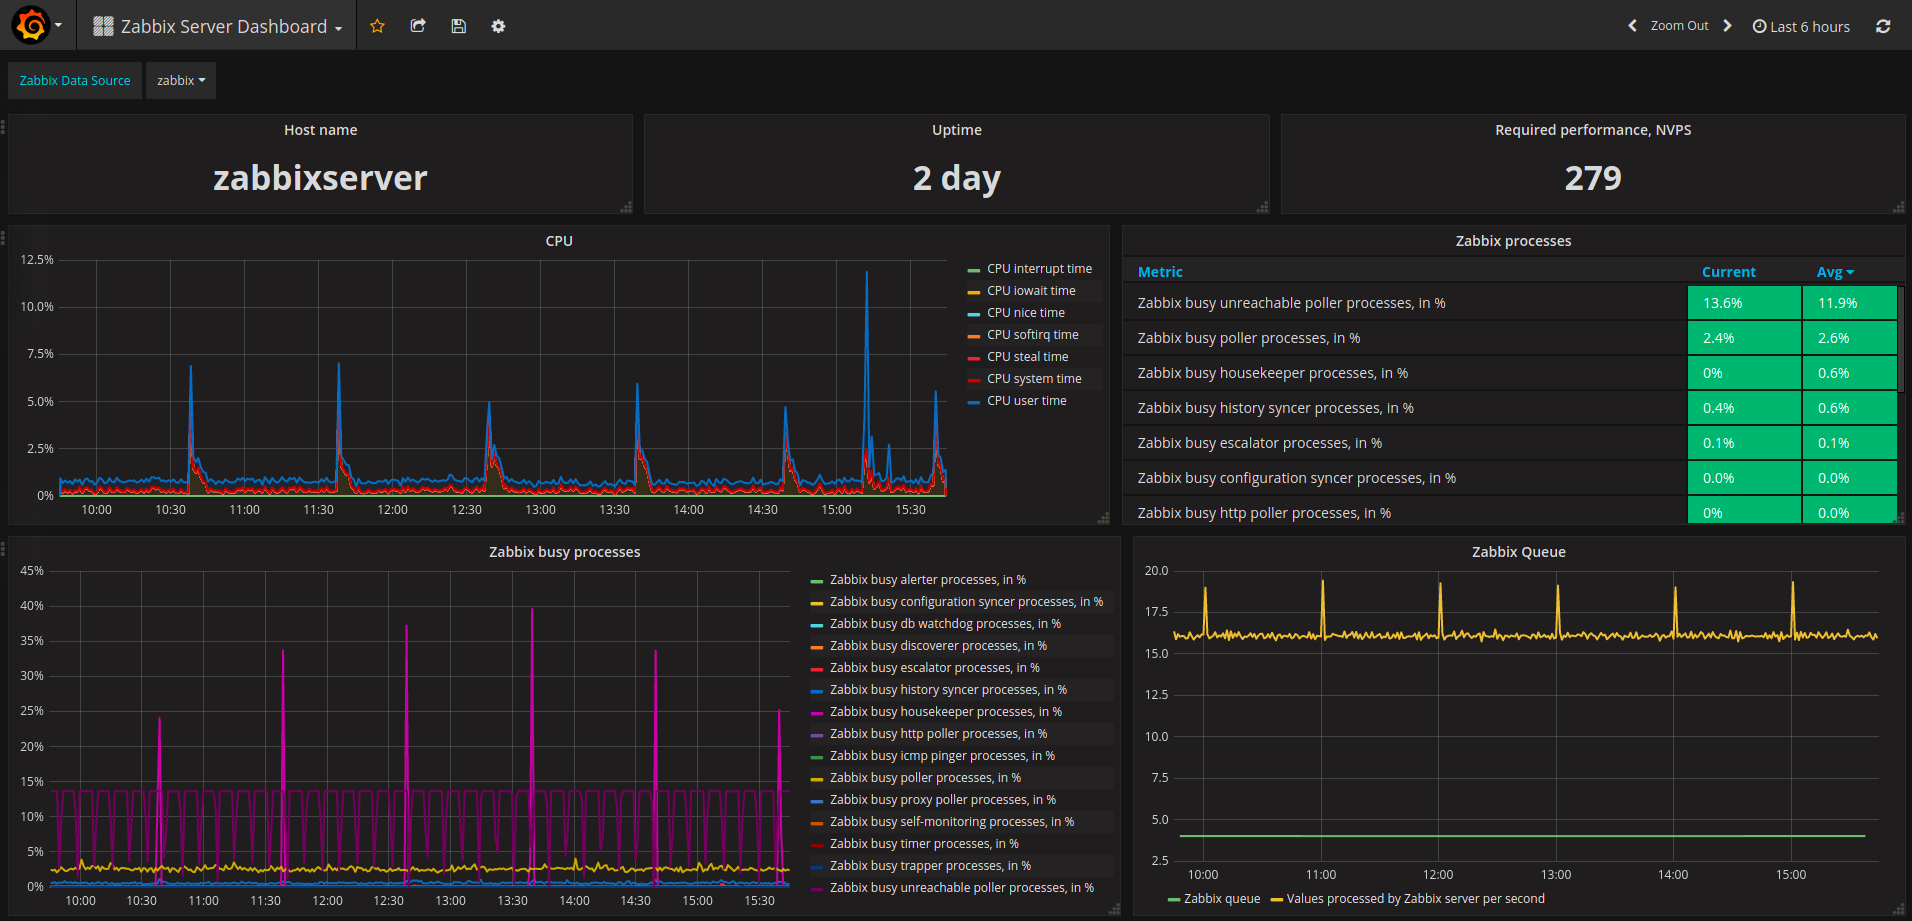 Zabbix Server Dashboard
Zoom Out
Last 6 hours
Zabbix Data Source
zabbix
Host name
zabbixserver
Uptime
2 day
Required performance, NVPS
279
CPU
12.5%
10.0%
7.5%
5.0%
2.5%
0%
10:00 10:30 11:00 11:30 12:00 12:30 13:00 13:30 14:00 14:30 15:00 15:30
CPU interrupt time
CPU iowait time
CPU nice time
CPU softirq time
CPU steal time
CPU system time
CPU user time
Zabbix processes
Metric Current Avg
Zabbix busy unreachable poller processes, in % 13.6% 11.9%
Zabbix busy poller processes, in % 2.4% 2.6%
Zabbix busy housekeeper processes, in % 0% 0.6%
Zabbix busy history syncer processes, in % 0.4% 0.6%
Zabbix busy escalator processes, in % 0.1% 0.1%
Zabbix busy configuration syncer processes, in % 0.0% 0.0%
Zabbix busy http poller processes, in % 0% 0.0%
Zabbix busy processes
45%
40%
35%
30%
25%
20%
15%
10%
5%
0%
10:00 10:30 11:00 11:30 12:00 12:30 13:00 13:30 14:00 14:30 15:00 15:30
Zabbix busy alerter processes, in %
Zabbix busy configuration syncer processes, in %
Zabbix busy db watchdog processes, in %
Zabbix busy discoverer processes, in %
Zabbix busy escalator processes, in %
Zabbix busy history syncer processes, in %
Zabbix busy housekeeper processes, in %
Zabbix busy http poller processes, in %
Zabbix busy icmp pinger processes, in %
Zabbix busy poller processes, in %
Zabbix busy proxy poller processes, in %
Zabbix busy self-monitoring processes, in %
Zabbix busy timer processes, in %
Zabbix busy trapper processes, in %
Zabbix busy unreachable poller processes, in %
Zabbix Queue
20.0
17.5
15.0
12.5
10.0
7.5
5.0
2.5
10:00 11:00 12:00 13:00 14:00 15:00
Zabbix queue Values processed by Zabbix server per second